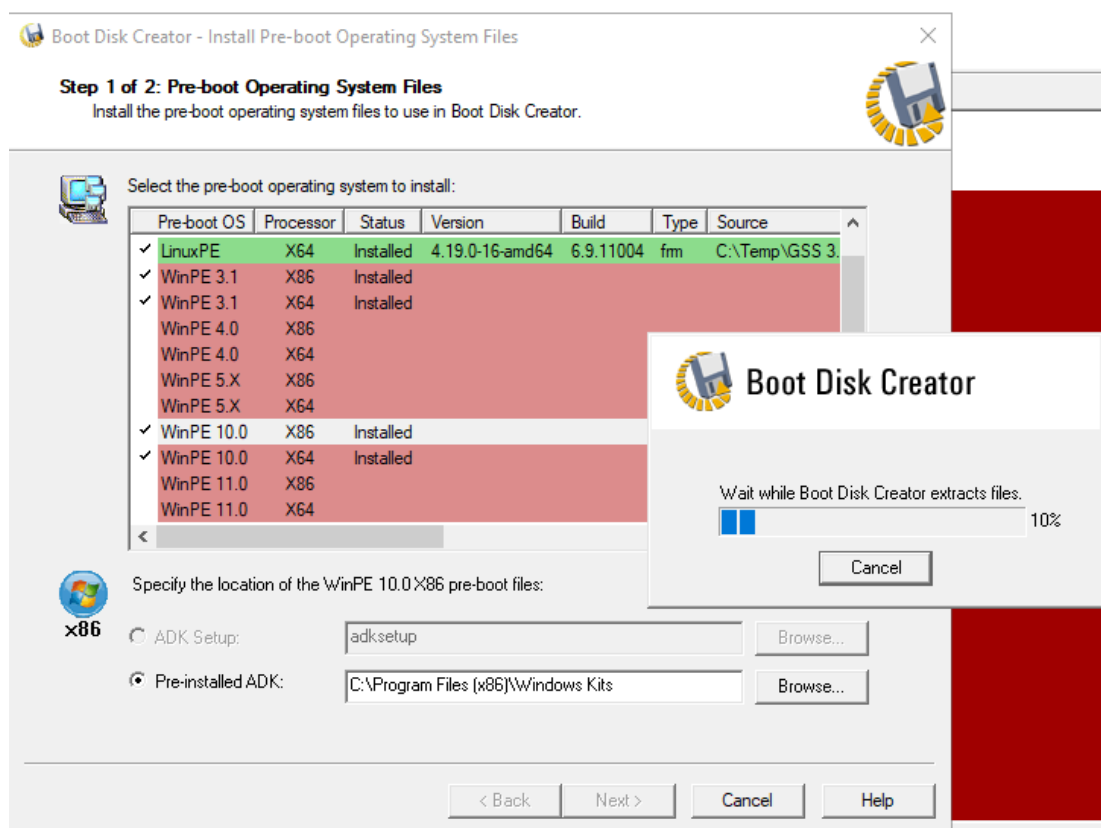 Boot Disk Creator - Install Pre-boot Operating System Files
Step 1 of 2: Pre-boot Operating System Files
Install the pre-boot operating system files to use in Boot Disk Creator.
Select the pre-boot operating system to install:
Pre-boot OS Processor Status Version Build Type Source
LinuxPE X64 Installed 4.19.0-16-amd64 6.9.11004 frm C:\Temp\GSS 3.
WinPE 3.1 X86 Installed
WinPE 3.1 X64 Installed
WinPE 4.0 X86
WinPE 4.0 X64
WinPE 5.X X86
WinPE 5.X X64
WinPE 10.0 X86 Installed
WinPE 10.0 X64 Installed
WinPE 11.0 X86
WinPE 11.0 X64
Boot Disk Creator
Wait while Boot Disk Creator extracts files.
10%
Cancel
Specify the location of the WinPE 10.0 X86 pre-boot files:
x86
ADK Setup: adksetup Browse...
Pre-installed ADK: C:\Program Files (x86)\Windows Kits Browse...
< Back Next > Cancel Help